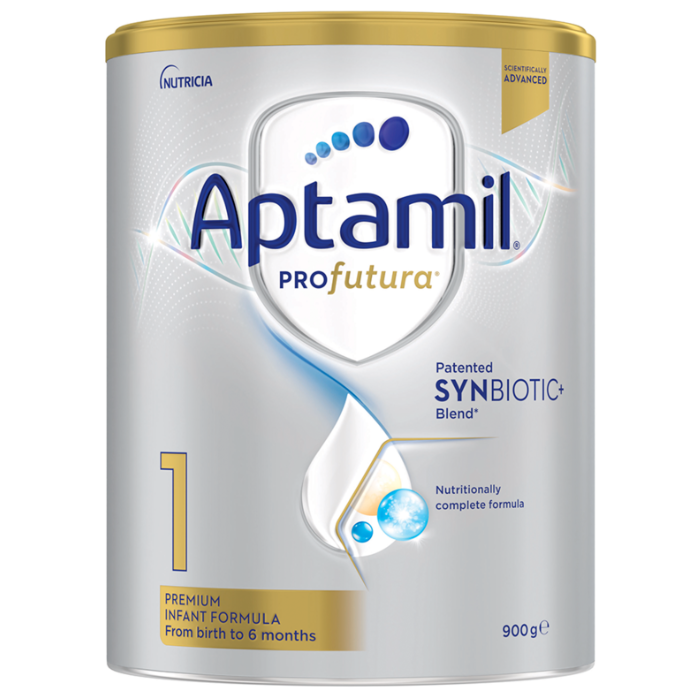 NUTRICIA
SCIENTIFICALLY
ADVANCED
Aptamil®
PROfutura®
Patented
SYNBIOTIC+
Blend*
Nutritionally
complete formula
1
PREMIUM
INFANT FORMULA
From birth to 6 months
900g℮